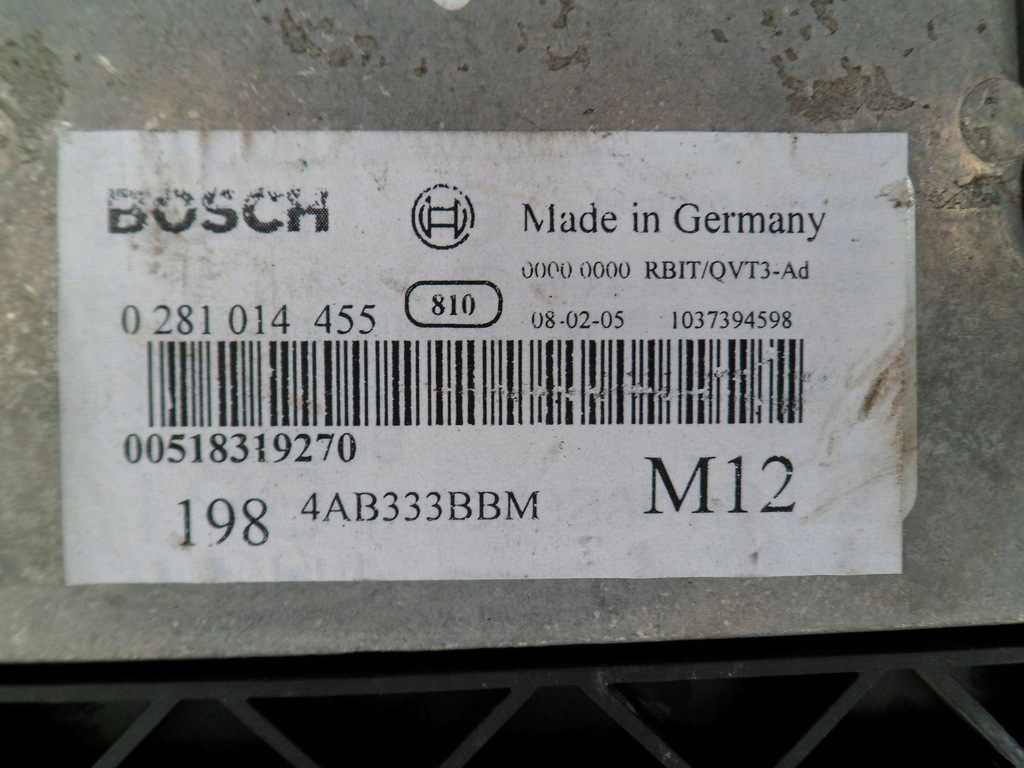 BOSCH
Made in Germany
0000 0000 RBIT/QVT3-Ad
0 281 014 455 810
08-02-05 1037394598
00518319270
198 4AB333BBM M12